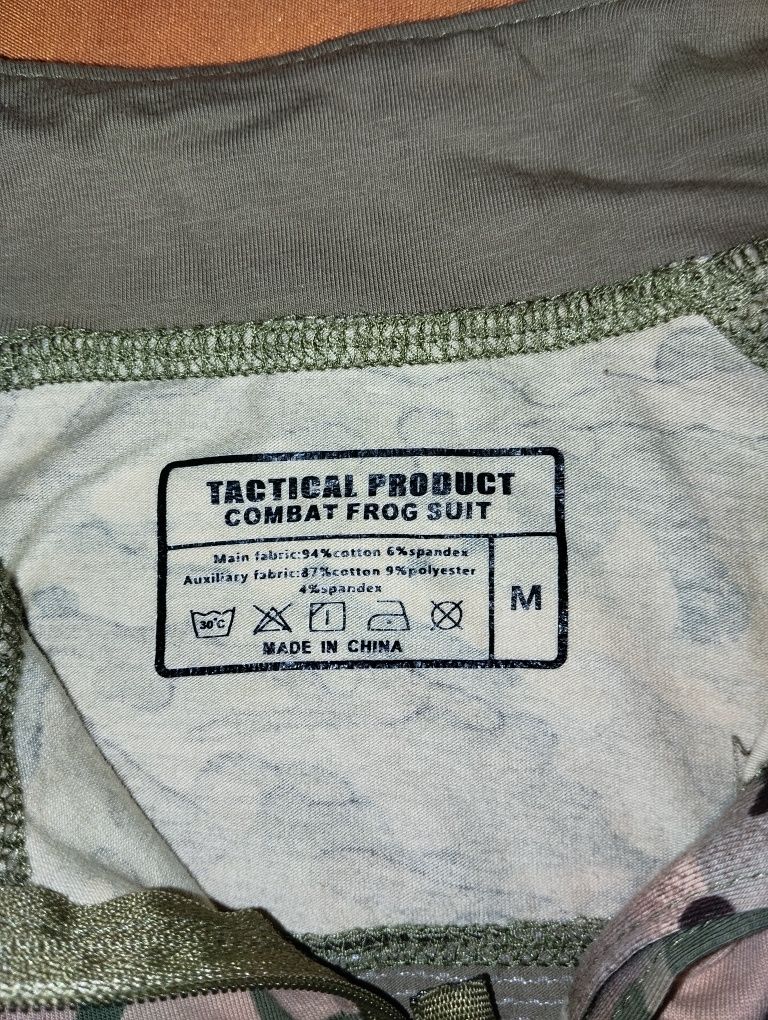 TACTICAL PRODUCT
COMBAT FROG SUIT
Main fabric:94%cotton 6%spandex
Auxiliary fabric:87%cotton 9%polyester
4%spandex
M
30°C
MADE IN CHINA